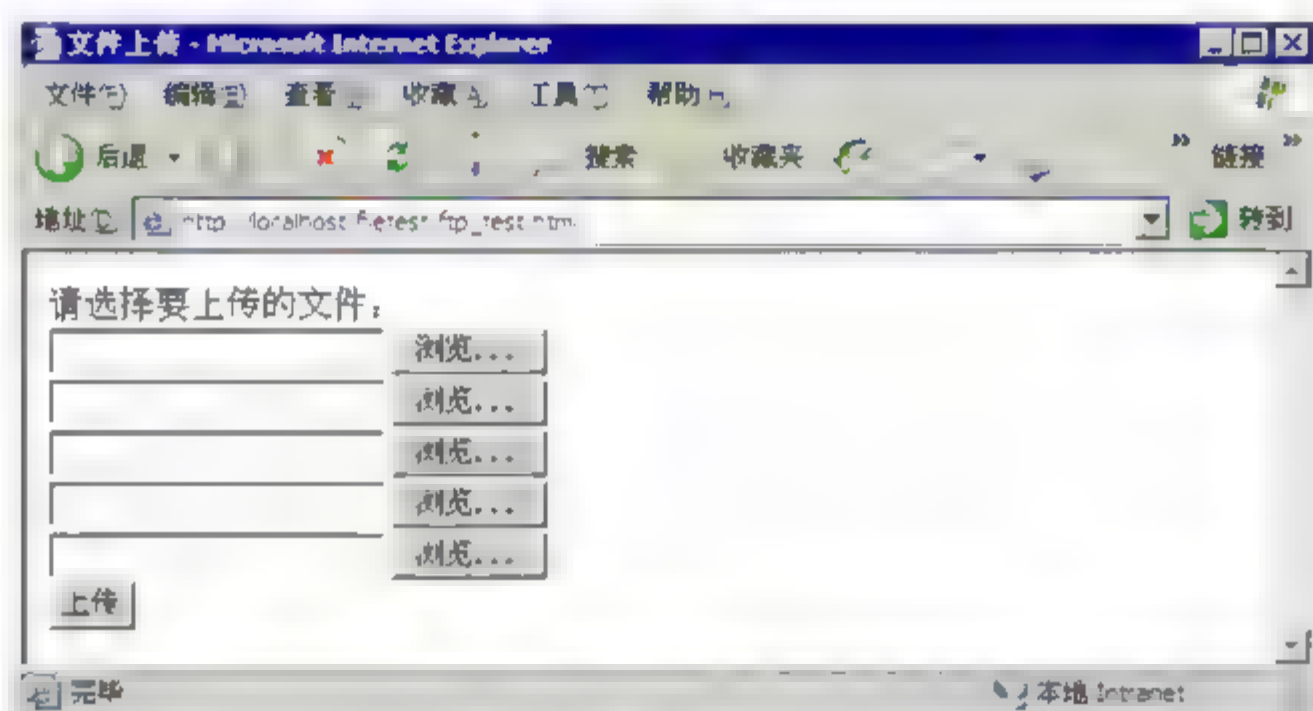 文件上传 - Microsoft Internet Explorer
文件 编辑 查看 收藏 工具 帮助
后退 搜索 收藏夹 » 链接 »
地址 转到
请选择要上传的文件：
浏览...
浏览...
浏览...
浏览...
浏览...
上传
完毕 本地 Intranet